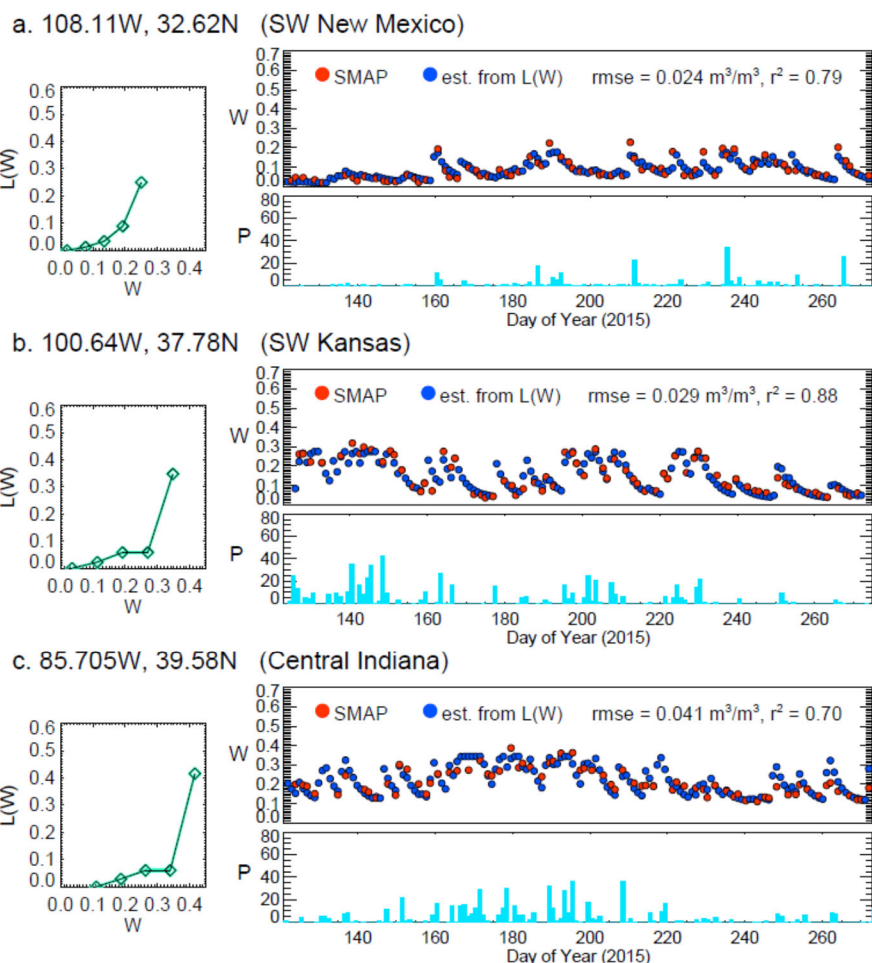 a. 108.11W, 32.62N (SW New Mexico)
0.6
0.5
0.4
0.3
0.2
0.1
0.0
L(W)
0.0 0.1 0.2 0.3 0.4
W
0.7
0.6
0.5
0.4
0.3
0.2
0.1
0.0
W
SMAP est. from L(W) rmse = 0.024 m³/m³, r² = 0.79
80
60
40
20
0
P
140 160 180 200 220 240 260
Day of Year (2015)
b. 100.64W, 37.78N (SW Kansas)
0.6
0.5
0.4
0.3
0.2
0.1
0.0
L(W)
0.0 0.1 0.2 0.3 0.4
W
0.7
0.6
0.5
0.4
0.3
0.2
0.1
0.0
W
SMAP est. from L(W) rmse = 0.029 m³/m³, r² = 0.88
80
60
40
20
0
P
140 160 180 200 220 240 260
Day of Year (2015)
c. 85.705W, 39.58N (Central Indiana)
0.6
0.5
0.4
0.3
0.2
0.1
0.0
L(W)
0.0 0.1 0.2 0.3 0.4
W
0.7
0.6
0.5
0.4
0.3
0.2
0.1
0.0
W
SMAP est. from L(W) rmse = 0.041 m³/m³, r² = 0.70
80
60
40
20
0
P
140 160 180 200 220 240 260
Day of Year (2015)